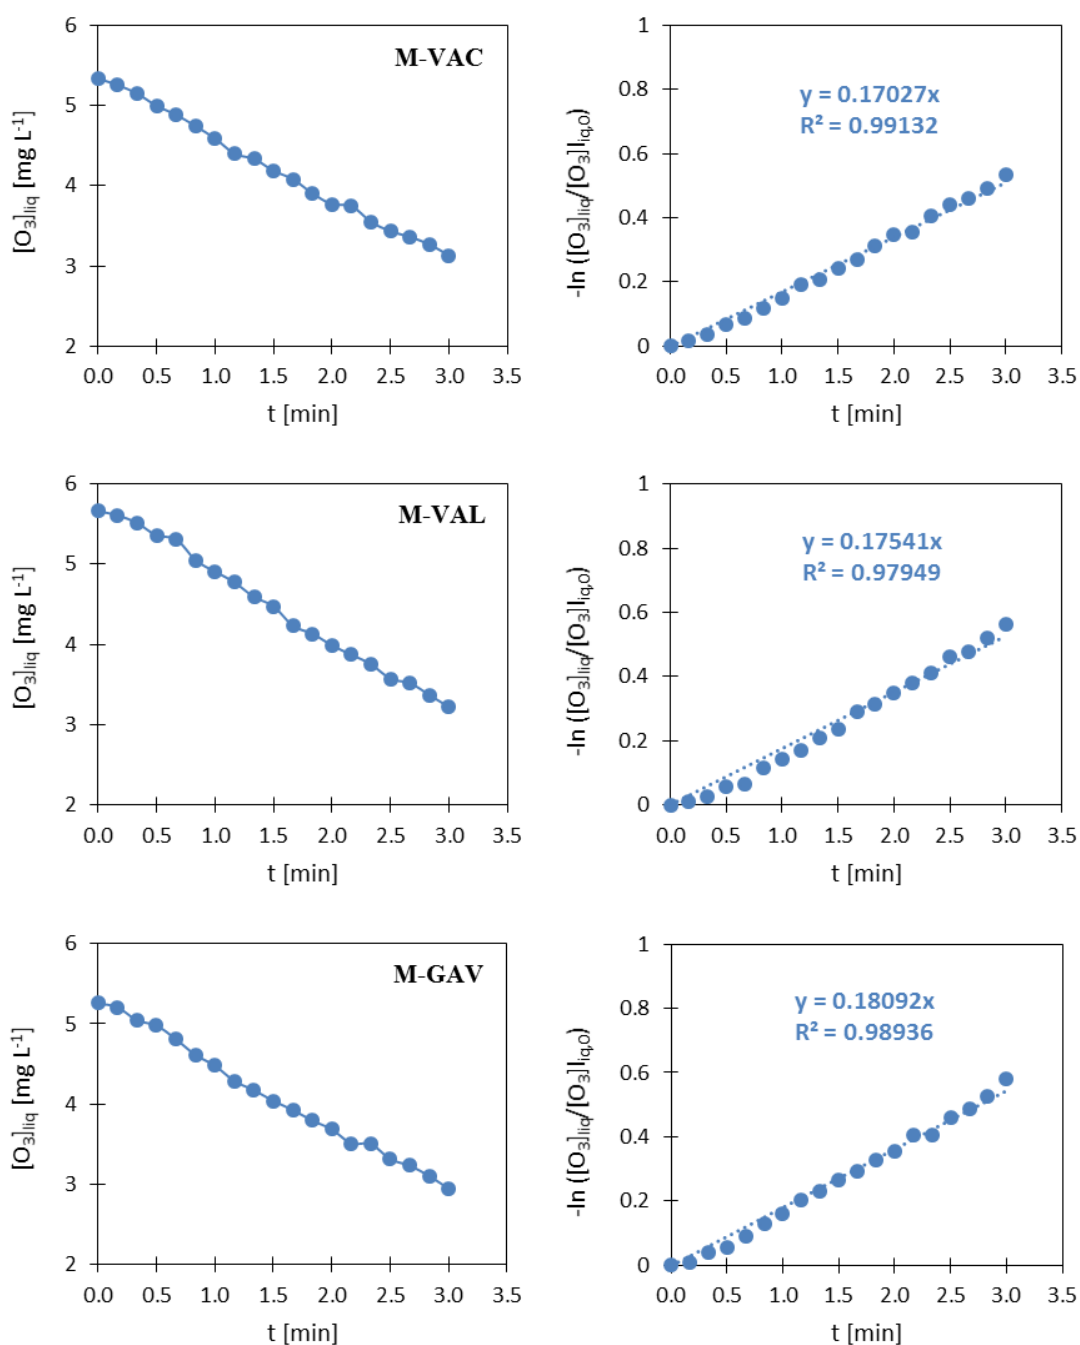 6
5
4
3
2
[O₃]liq [mg L⁻¹]
M-VAC
0.0 0.5 1.0 1.5 2.0 2.5 3.0 3.5
t [min]
1
0.8
0.6
0.4
0.2
0
-ln ([O₃]liq/[O₃]liq,0)
y = 0.17027x
R² = 0.99132
0.0 0.5 1.0 1.5 2.0 2.5 3.0 3.5
t [min]
6
5
4
3
2
[O₃]liq [mg L⁻¹]
M-VAL
0.0 0.5 1.0 1.5 2.0 2.5 3.0 3.5
t [min]
1
0.8
0.6
0.4
0.2
0
-ln ([O₃]liq/[O₃]liq,0)
y = 0.17541x
R² = 0.97949
0.0 0.5 1.0 1.5 2.0 2.5 3.0 3.5
t [min]
6
5
4
3
2
[O₃]liq [mg L⁻¹]
M-GAV
0.0 0.5 1.0 1.5 2.0 2.5 3.0 3.5
t [min]
1
0.8
0.6
0.4
0.2
0
-ln ([O₃]liq/[O₃]liq,0)
y = 0.18092x
R² = 0.98936
0.0 0.5 1.0 1.5 2.0 2.5 3.0 3.5
t [min]